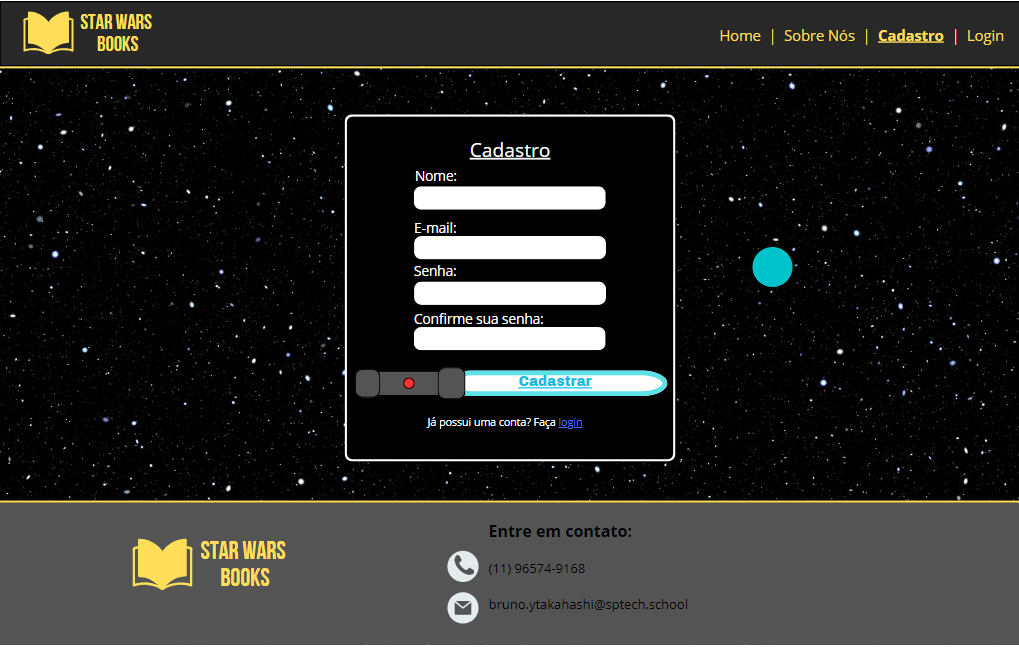 STAR WARS
BOOKS
Home | Sobre Nós | Cadastro | Login
Cadastro
Nome:
E-mail:
Senha:
Confirme sua senha:
Cadastrar
Já possui uma conta? Faça login
STAR WARS
BOOKS
Entre em contato:
(11) 96574-9168
bruno.ytakahashi@sptech.school